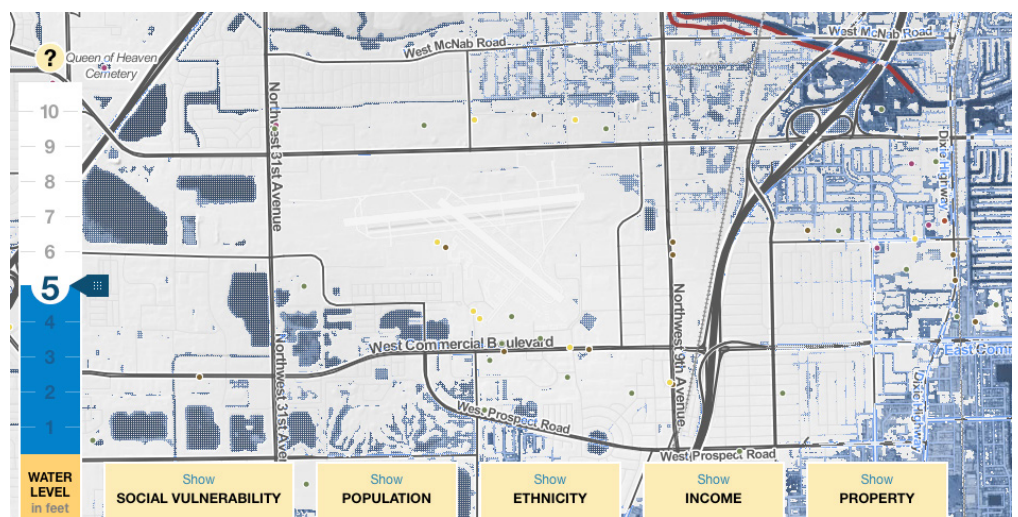 West McNab Road
West McNab Road
?
Queen of Heaven
Cemetery
10
9
8
7
6
5
4
3
2
1
WATER
LEVEL
in feet
Northwest 31st Avenue
Northwest 31st Aven
Dixie Highway
Dixie Highway
Northwest 9th Avenue
West Commercial Boulevard
East Comm
West Prospect Road
West Prospect Road
Show
SOCIAL VULNERABILITY
Show
POPULATION
Show
ETHNICITY
Show
INCOME
Show
PROPERTY